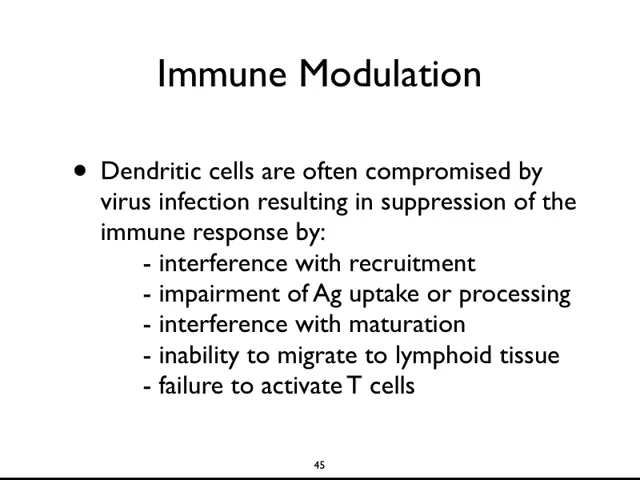 Immune Modulation
• Dendritic cells are often compromised by
virus infection resulting in suppression of the
immune response by:
- interference with recruitment
- impairment of Ag uptake or processing
- interference with maturation
- inability to migrate to lymphoid tissue
- failure to activate T cells
45